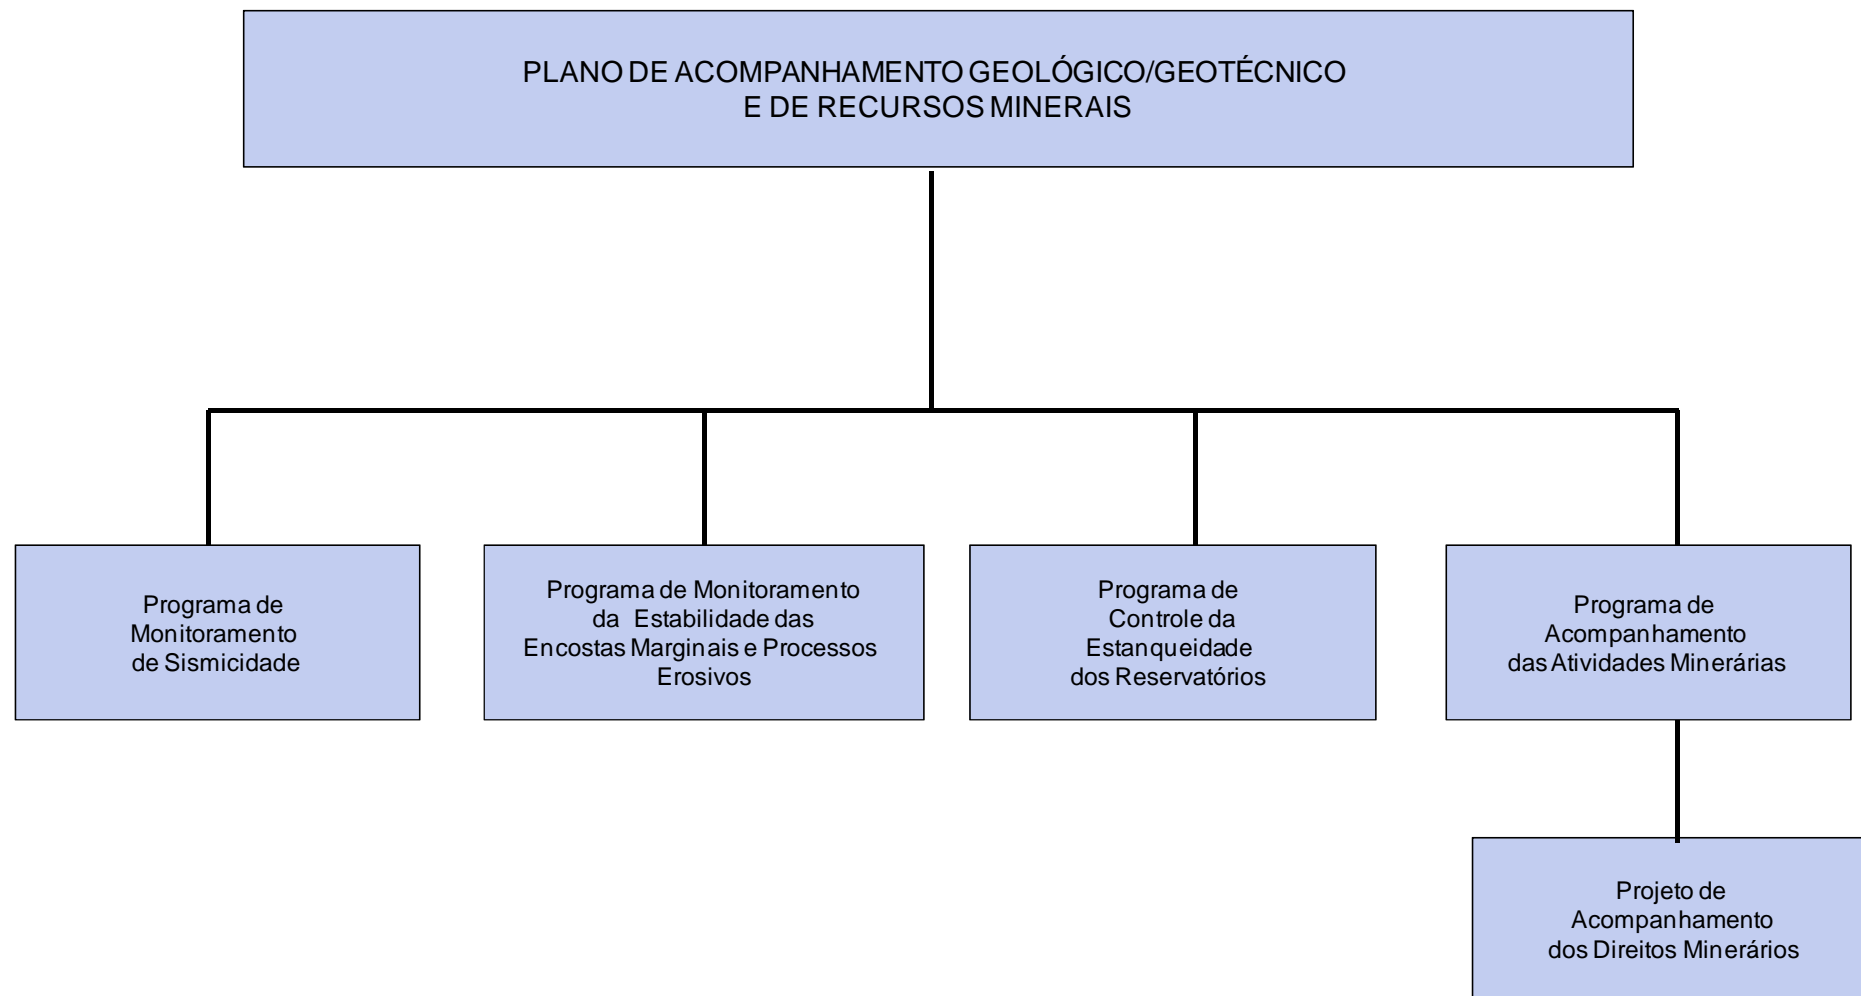 PLANO DE ACOMPANHAMENTO GEOLÓGICO/GEOTÉCNICO
E DE RECURSOS MINERAIS
Programa de
Monitoramento
de Sismicidade
Programa de Monitoramento
da Estabilidade das
Encostas Marginais e Processos
Erosivos
Programa de
Controle da
Estanqueidade
dos Reservatórios
Programa de
Acompanhamento
das Atividades Minerárias
Projeto de
Acompanhamento
dos Direitos Minerários